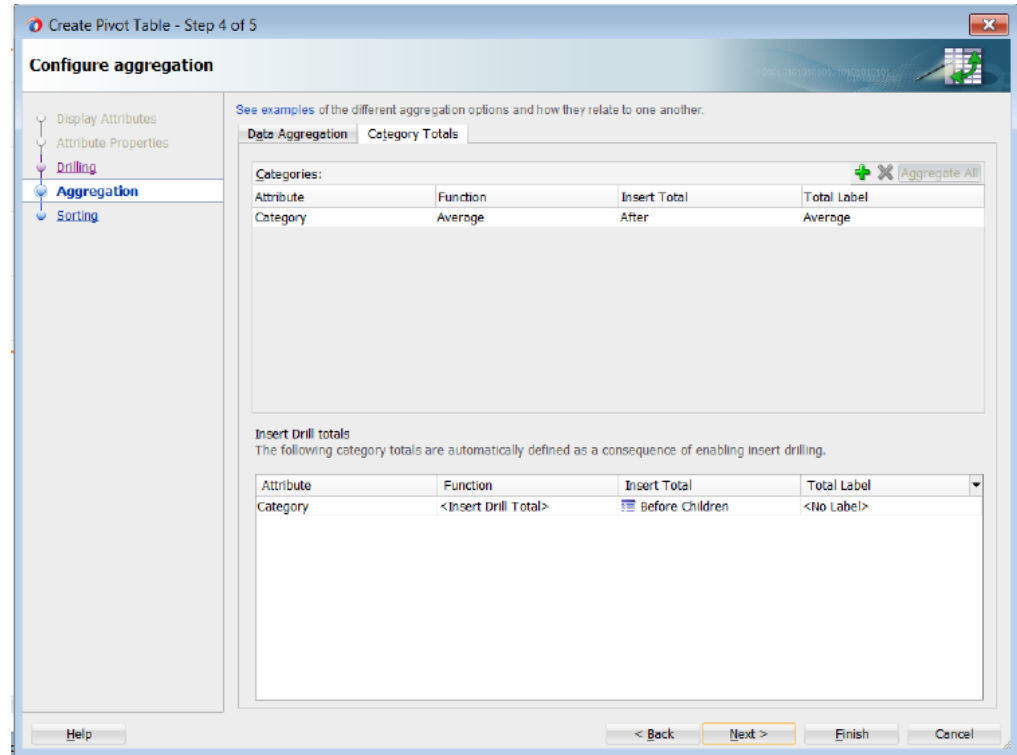 Create Pivot Table - Step 4 of 5
Configure aggregation
Display Attributes
Attribute Properties
Drilling
Aggregation
Sorting
See examples of the different aggregation options and how they relate to one another.
Data Aggregation Category Totals
Categories: Aggregate All
Attribute Function Insert Total Total Label
Category Average After Average
Insert Drill totals
The following category totals are automatically defined as a consequence of enabling insert drilling.
Attribute Function Insert Total Total Label
Category <Insert Drill Total> Before Children <No Label>
Help < Back Next > Finish Cancel